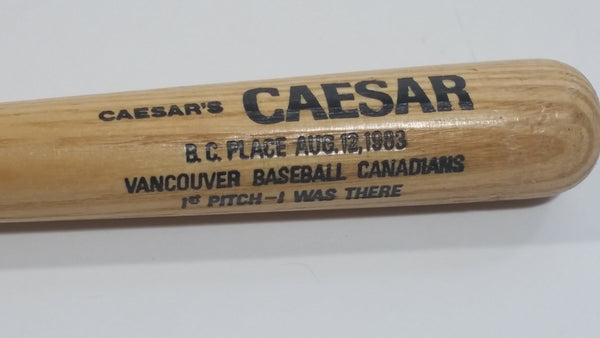 CAESAR'S CAESAR
B.C. PLACE AUG. 12, 1983
VANCOUVER BASEBALL CANADIANS
1st PITCH - I WAS THERE